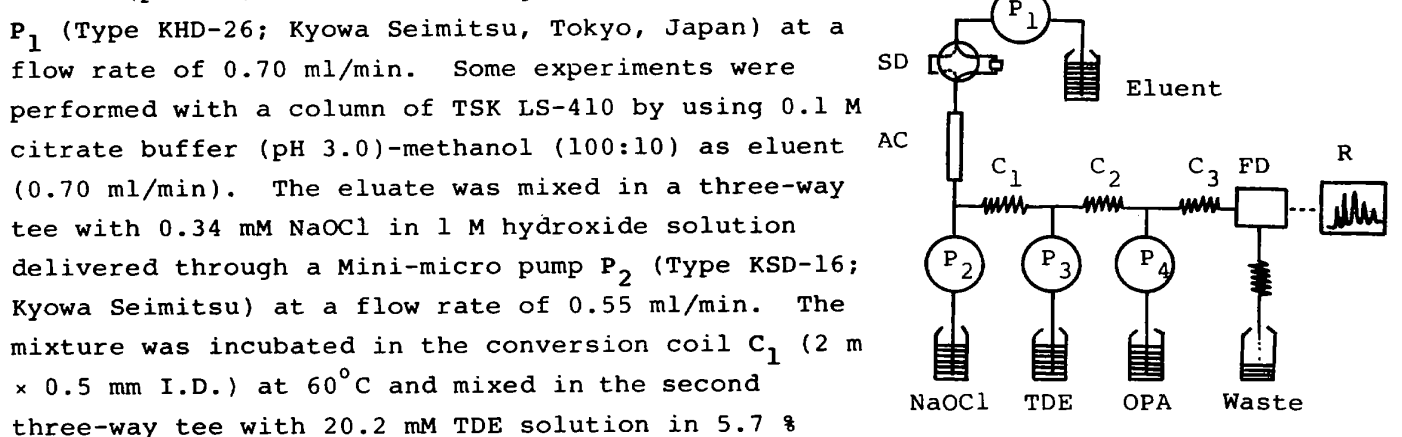 P1 (Type KHD-26; Kyowa Seimitsu, Tokyo, Japan) at a
flow rate of 0.70 ml/min. Some experiments were
performed with a column of TSK LS-410 by using 0.1 M
citrate buffer (pH 3.0)-methanol (100:10) as eluent
(0.70 ml/min). The eluate was mixed in a three-way
tee with 0.34 mM NaOCl in 1 M hydroxide solution
delivered through a Mini-micro pump P2 (Type KSD-16;
Kyowa Seimitsu) at a flow rate of 0.55 ml/min. The
mixture was incubated in the conversion coil C1 (2 m
× 0.5 mm I.D.) at 60°C and mixed in the second
three-way tee with 20.2 mM TDE solution in 5.7 %
P1
SD
Eluent
AC
C1 C2 C3 FD R
P2 P3 P4
NaOCl TDE OPA Waste